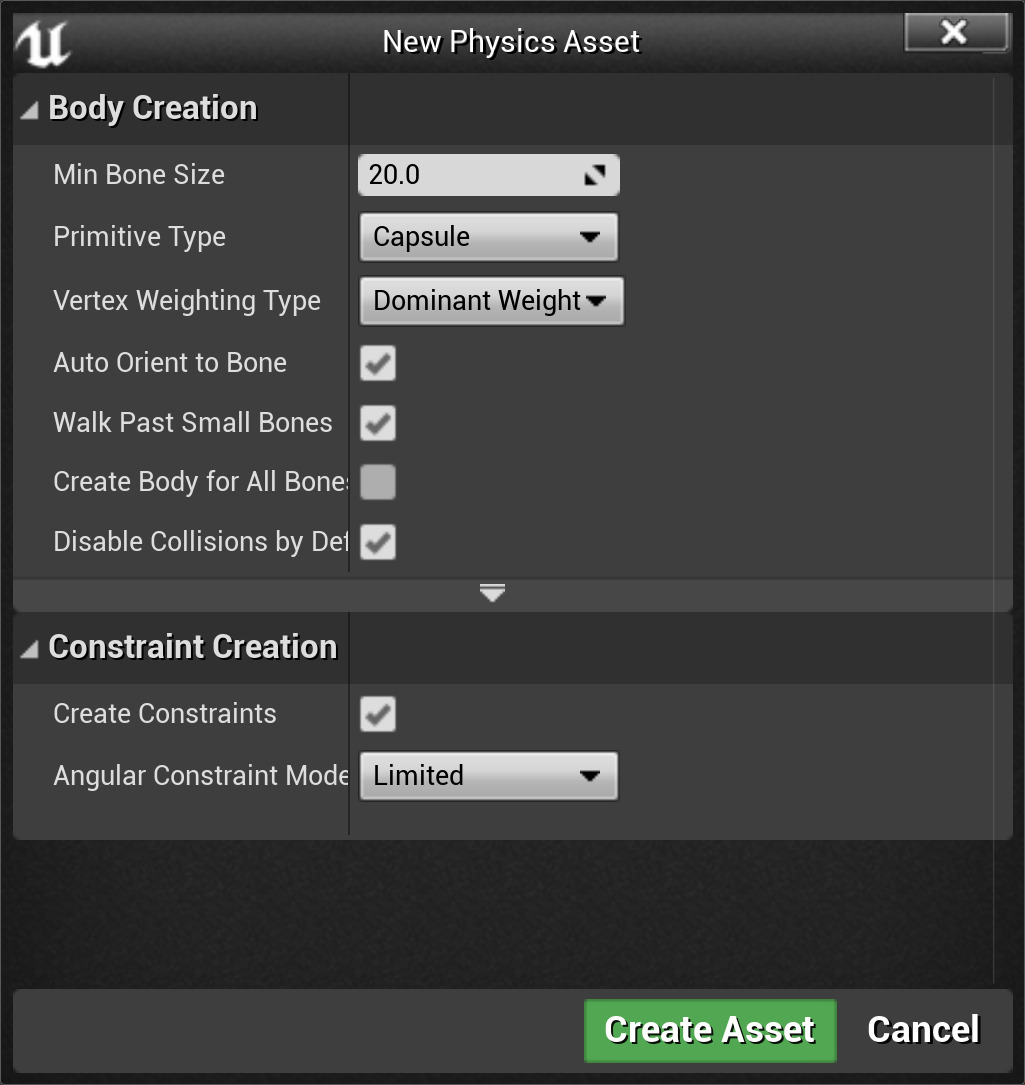 New Physics Asset
Body Creation
Min Bone Size 20.0
Primitive Type Capsule
Vertex Weighting Type Dominant Weight
Auto Orient to Bone
Walk Past Small Bones
Create Body for All Bones
Disable Collisions by Def
Constraint Creation
Create Constraints
Angular Constraint Mode Limited
Create Asset Cancel